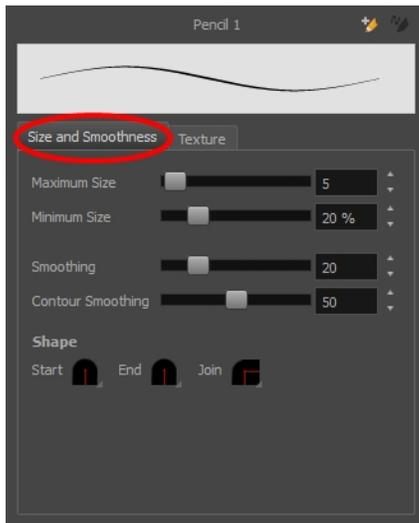 Pencil 1
Size and Smoothness Texture
Maximum Size 5
Minimum Size 20 %
Smoothing 20
Contour Smoothing 50
Shape
Start End Join